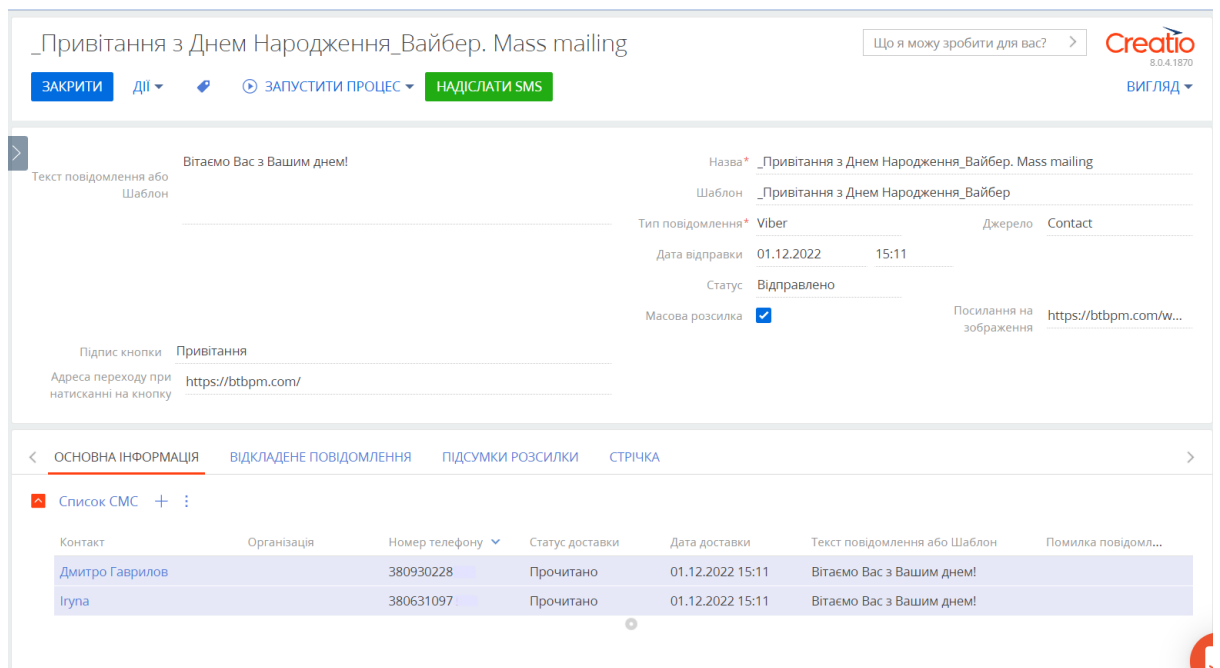 _Привітання з Днем Народження_Вайбер. Mass mailing
Що я можу зробити для вас?
Creatio
8.0.4.1870
ЗАКРИТИ ДІЇ ЗАПУСТИТИ ПРОЦЕС НАДІСЛАТИ SMS ВИГЛЯД
Текст повідомлення або
Шаблон
Вітаємо Вас з Вашим днем!
Назва* _Привітання з Днем Народження_Вайбер. Mass mailing
Шаблон _Привітання з Днем Народження_Вайбер
Тип повідомлення* Viber Джерело Contact
Дата відправки 01.12.2022 15:11
Статус Відправлено
Масова розсилка
Посилання на
зображення
https://btbpm.com/w...
Підпис кнопки Привітання
Адреса переходу при
натисканні на кнопку
https://btbpm.com/
ОСНОВНА ІНФОРМАЦІЯ ВІДКЛАДЕНЕ ПОВІДОМЛЕННЯ ПІДСУМКИ РОЗСИЛКИ СТРІЧКА
Список СМС
Контакт Організація Номер телефону Статус доставки Дата доставки Текст повідомлення або Шаблон Помилка повідомл...
Дмитро Гаврилов 380930228 Прочитано 01.12.2022 15:11 Вітаємо Вас з Вашим днем!
Iryna 380631097 Прочитано 01.12.2022 15:11 Вітаємо Вас з Вашим днем!